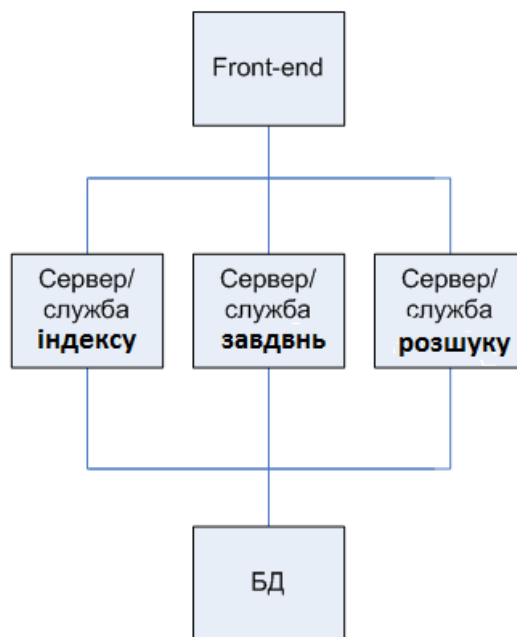 Front-end
Сервер/
служба
індексу
Сервер/
служба
завдвнь
Сервер/
служба
розшуку
БД